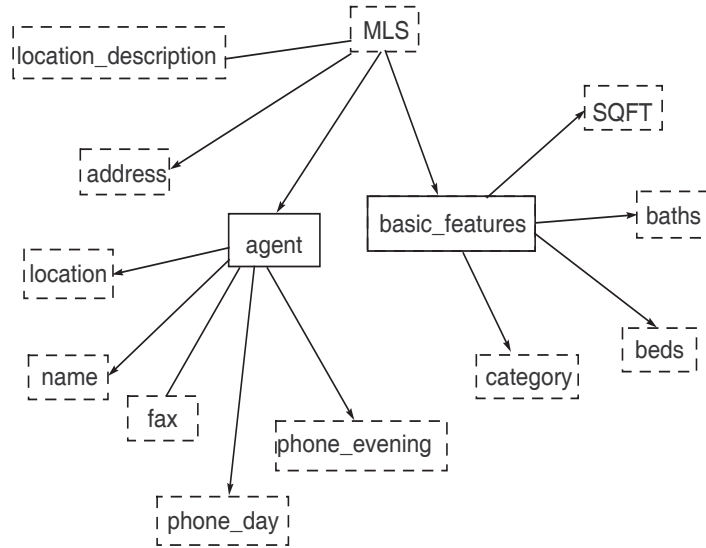 MLS
location_description
SQFT
address
baths
basic_features
agent
location
beds
name
category
fax
phone_evening
phone_day